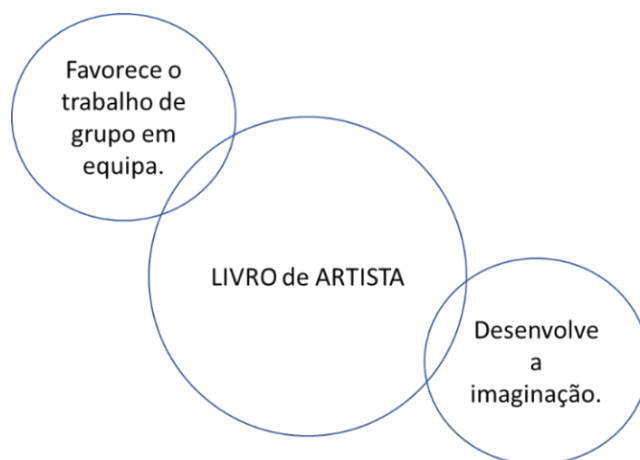 Favorece o
trabalho de
grupo em
equipa.
LIVRO de ARTISTA
Desenvolve
a
imaginação.